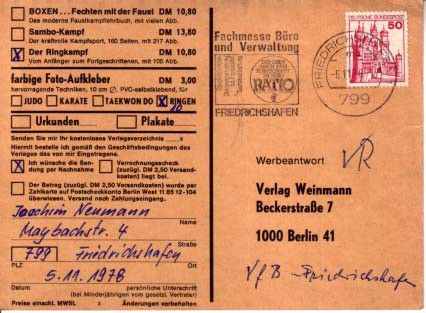 BOXEN...Fechten mit der Faust DM 10,80
Das moderne Faustkampflehrbuch, mit vielen Abb.
Sambo-Kampf DM 13,80
Der kraftvolle Kampfsport, 160 Seiten, mit 217 Abb.
X Der Ringkampf DM 10,80
Vom Anfänger zum Fortgeschrittenen, mit 105 Abb.
farbige Foto-Aufkleber DM 3,00
hervorragende Techniken, 10 cm Ø, PVC-selbstklebend, für
JUDO KARATE TAEKWON DO X RINGEN
10
Urkunden Plakate
Senden Sie mir Ihr kostenloses Verlagsverzeichnis
Hiermit bestelle ich gemäß den Geschäftsbedingungen des
Verlages das von mir Eingetragene.
X Ich wünsche die Sendung per Nachnahme
Verrechnungsscheck (zuzügl. DM 2,50 Versandkosten) liegt bei.
Der Betrag (zuzügl. DM 2,50 Versandkosten) wurde per
Zahlkarte auf Postscheckkonto Berlin West 11 85 12-104
überwiesen. Versand nach Zahlungseingang.
Joachim Neumann
Name
Maybachstr. 4
Straße
799 Friedrichshafen
PLZ Ort
5.11.1978
Datum persönliche Unterschrift
(bei Minder)jährigen vom gesetzl. Vertreter)
Preise einschl. MWSt. x Änderungen vorbehalten
Fachmesse Büro
und Verwaltung
RATIO
FRIEDRICHSHAFEN
799
DEUTSCHE BUNDESPOST
50
Werbeantwort
VR
Verlag Weinmann
Beckerstraße 7
1000 Berlin 41
VfB - Friedrichshafen